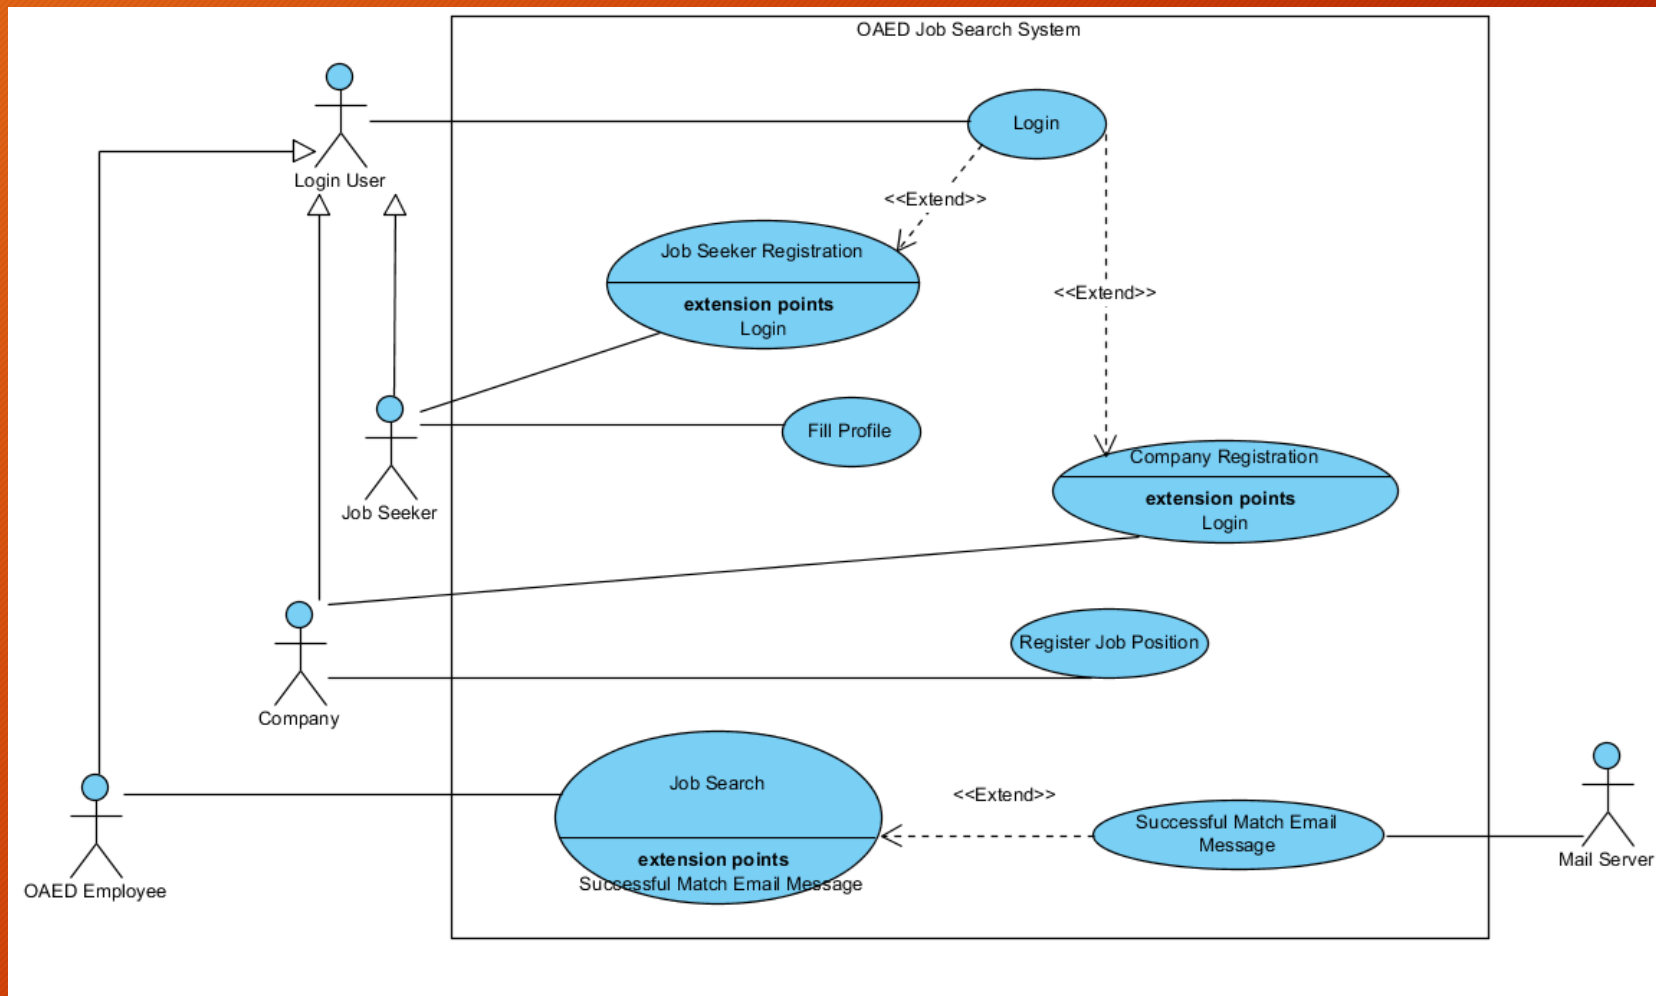 OAED Job Search System
Login
Login User
<<Extend>>
Job Seeker Registration
extension points
Login
<<Extend>>
Fill Profile
Job Seeker
Company Registration
extension points
Login
Register Job Position
Company
Job Search
extension points
Successful Match Email Message
<<Extend>>
Successful Match Email
Message
Mail Server
OAED Employee